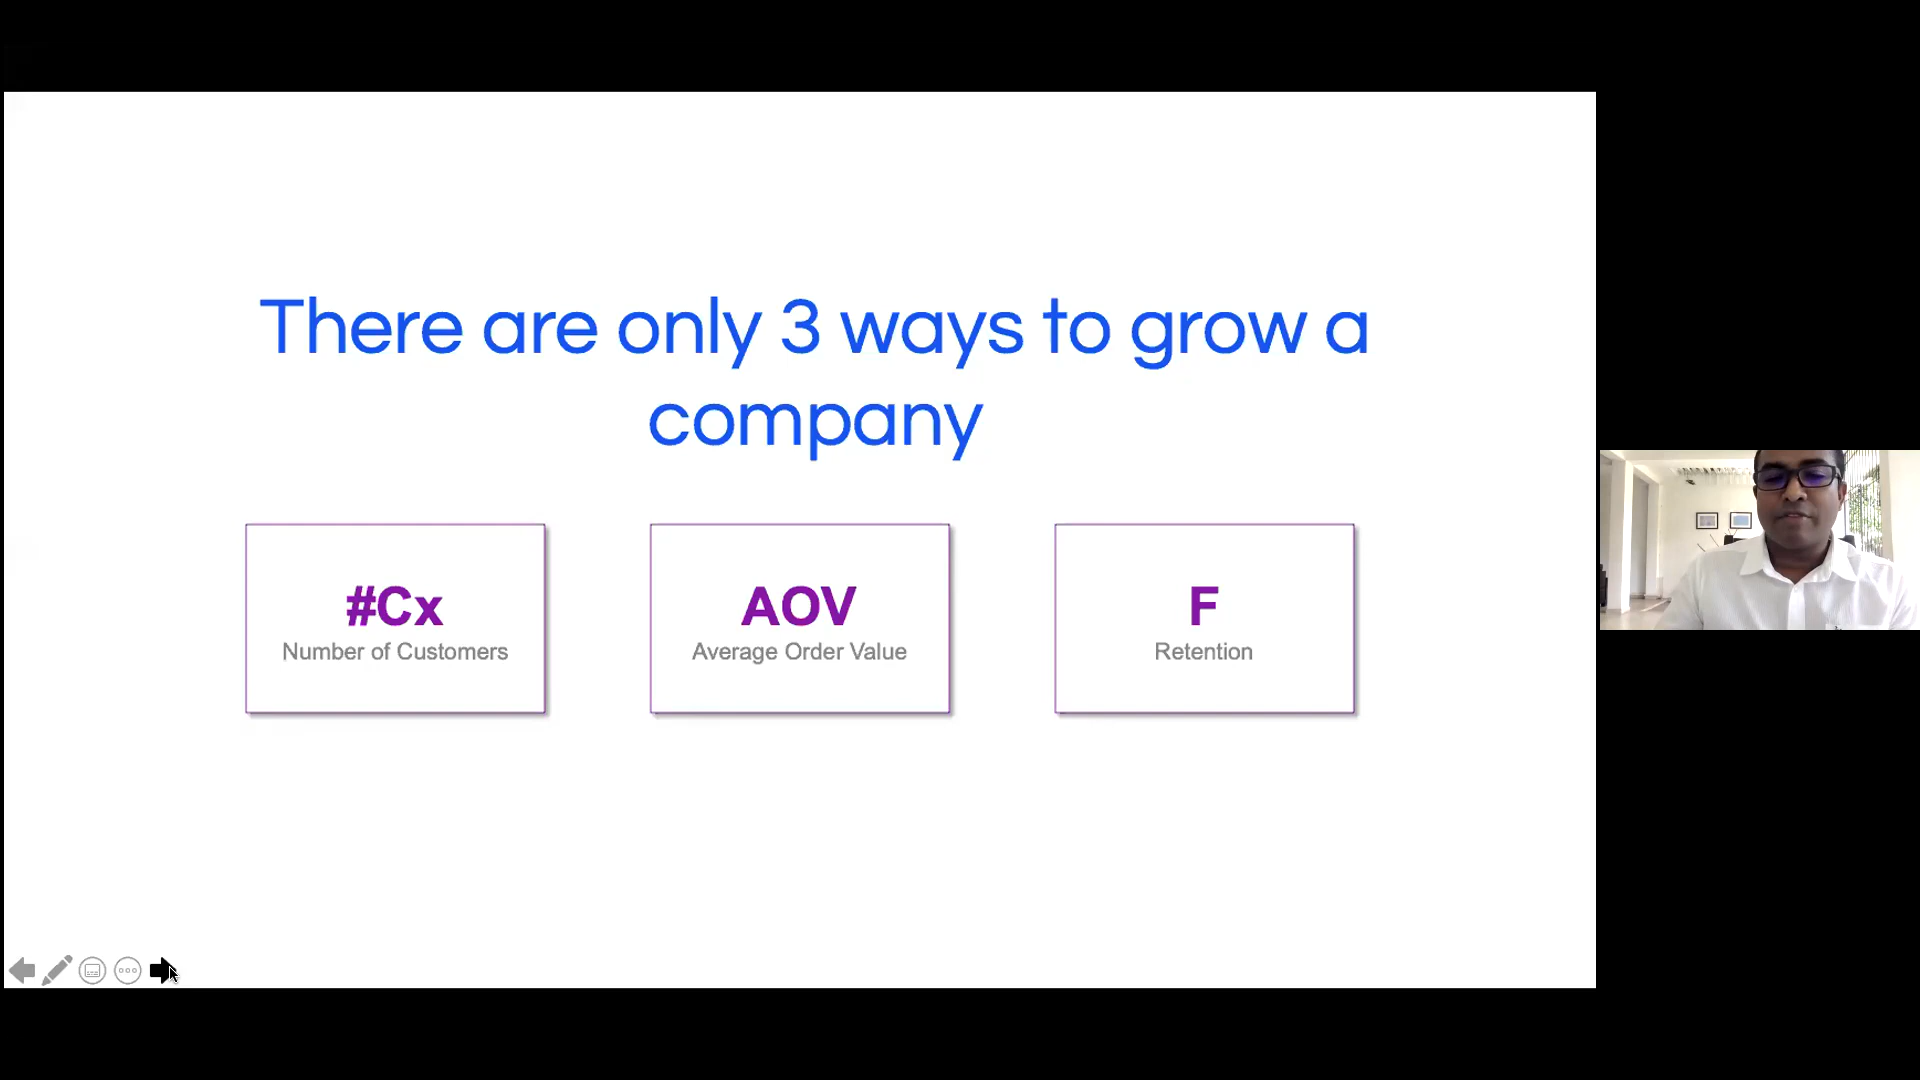 There are only 3 ways to grow a
company
#Cx
Number of Customers
AOV
Average Order Value
F
Retention